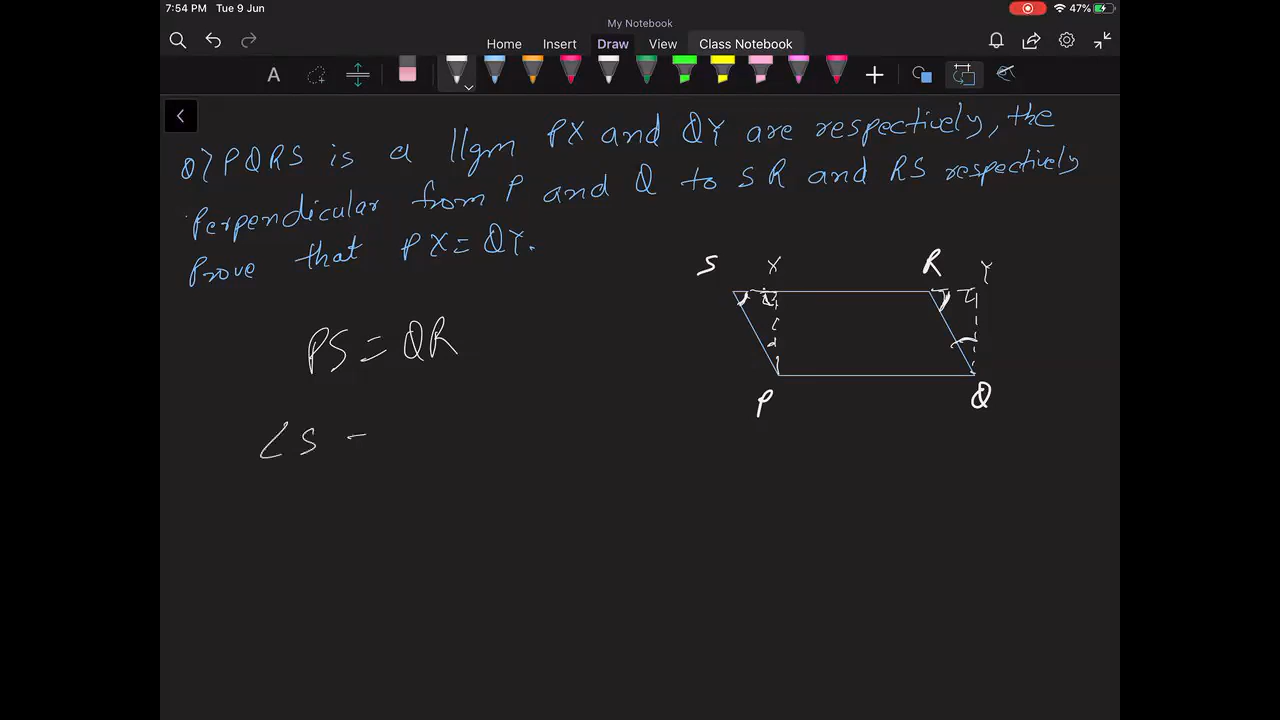 7:54 PM Tue 9 Jun
47%
My Notebook
Home Insert Draw View Class Notebook
A
Q) PQRS is a llgm PX and QY are respectively, the
Perpendicular from P and Q to SR and RS respectively
Prove that PX = QY.
S X R Y
PS = QR
P Q
∠S =